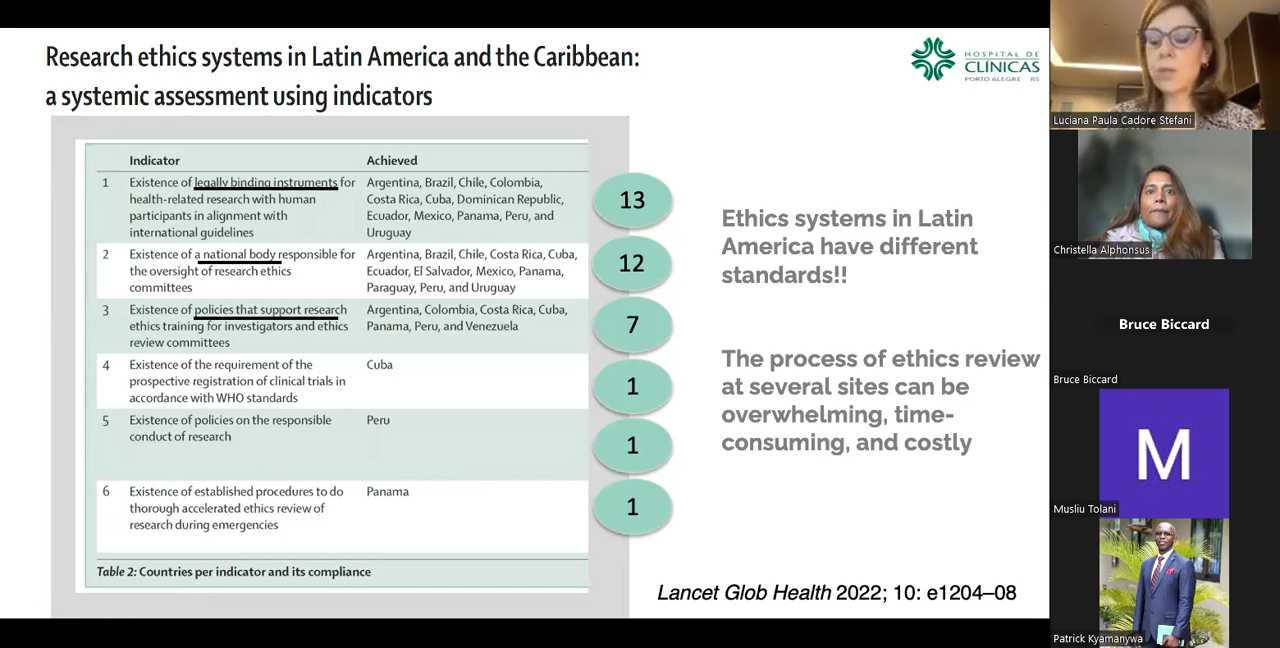 Research ethics systems in Latin America and the Caribbean:
a systemic assessment using indicators
HOSPITAL DE
CLÍNICAS
PORTO ALEGRE RS
Indicator Achieved
1 Existence of legally binding instruments for Argentina, Brazil, Chile, Colombia,
health-related research with human Costa Rica, Cuba, Dominican Republic,
participants in alignment with Ecuador, Mexico, Panama, Peru, and
international guidelines Uruguay
13
2 Existence of a national body responsible for Argentina, Brazil, Chile, Costa Rica, Cuba,
the oversight of research ethics Ecuador, El Salvador, Mexico, Panama,
committees Paraguay, Peru, and Uruguay
12
3 Existence of policies that support research Argentina, Colombia, Costa Rica, Cuba,
ethics training for investigators and ethics Panama, Peru, and Venezuela
review committees
7
4 Existence of the requirement of the Cuba
prospective registration of clinical trials in
accordance with WHO standards
1
5 Existence of policies on the responsible Peru
conduct of research
1
6 Existence of established procedures to do Panama
thorough accelerated ethics review of
research during emergencies
1
Table 2: Countries per indicator and its compliance
Ethics systems in Latin
America have different
standards!!
The process of ethics review
at several sites can be
overwhelming, time-
consuming, and costly
Lancet Glob Health 2022; 10: e1204–08
Luciana Paula Cadore Stefani
Christella Alphonsus
Bruce Biccard
Bruce Biccard
M
Musliu Tolani
Patrick Kyamanywa